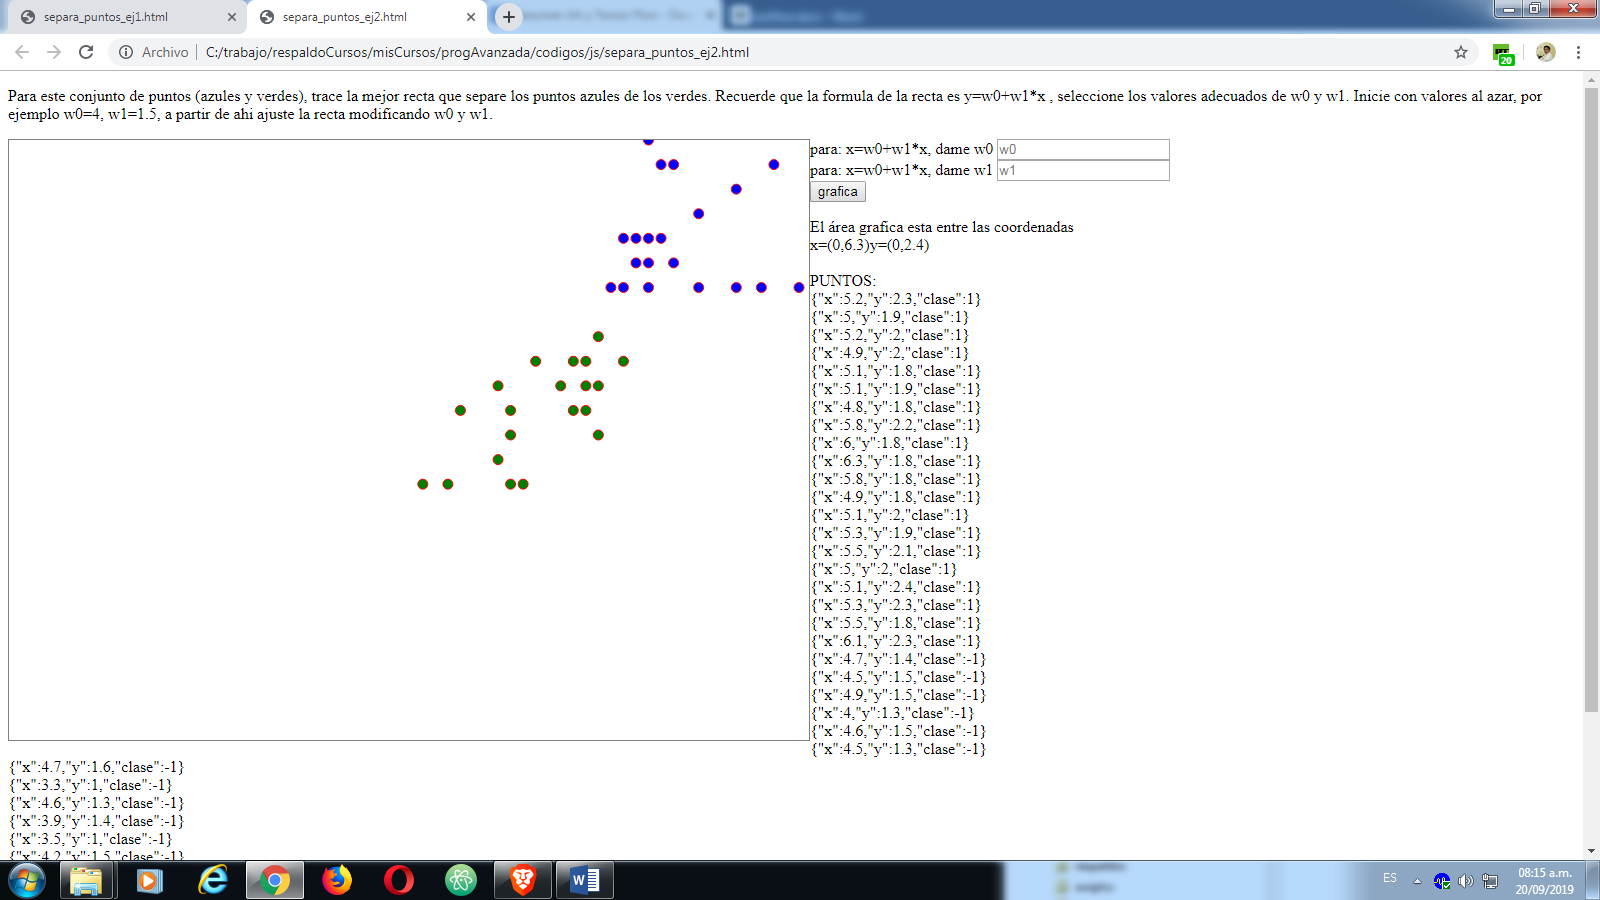 separa_puntos_ej1.html
separa_puntos_ej2.html
Archivo
C:/trabajo/respaldoCursos/misCursos/progAvanzada/codigos/js/separa_puntos_ej2.html
20
Para este conjunto de puntos (azules y verdes), trace la mejor recta que separe los puntos azules de los verdes. Recuerde que la formula de la recta es y=w0+w1*x , seleccione los valores adecuados de w0 y w1. Inicie con valores al azar, por
ejemplo w0=4, w1=1.5, a partir de ahi ajuste la recta modificando w0 y w1.
para: x=w0+w1*x, dame w0 w0
para: x=w0+w1*x, dame w1 w1
grafica
El área grafica esta entre las coordenadas
x=(0,6.3)y=(0,2.4)
PUNTOS:
{"x":5.2,"y":2.3,"clase":1}
{"x":5,"y":1.9,"clase":1}
{"x":5.2,"y":2,"clase":1}
{"x":4.9,"y":2,"clase":1}
{"x":5.1,"y":1.8,"clase":1}
{"x":5.1,"y":1.9,"clase":1}
{"x":4.8,"y":1.8,"clase":1}
{"x":5.8,"y":2.2,"clase":1}
{"x":6,"y":1.8,"clase":1}
{"x":6.3,"y":1.8,"clase":1}
{"x":5.8,"y":1.8,"clase":1}
{"x":4.9,"y":1.8,"clase":1}
{"x":5.1,"y":2,"clase":1}
{"x":5.3,"y":1.9,"clase":1}
{"x":5.5,"y":2.1,"clase":1}
{"x":5,"y":2,"clase":1}
{"x":5.1,"y":2.4,"clase":1}
{"x":5.3,"y":2.3,"clase":1}
{"x":5.5,"y":1.8,"clase":1}
{"x":6.1,"y":2.3,"clase":1}
{"x":4.7,"y":1.4,"clase":-1}
{"x":4.5,"y":1.5,"clase":-1}
{"x":4.9,"y":1.5,"clase":-1}
{"x":4,"y":1.3,"clase":-1}
{"x":4.6,"y":1.5,"clase":-1}
{"x":4.5,"y":1.3,"clase":-1}
{"x":4.7,"y":1.6,"clase":-1}
{"x":3.3,"y":1,"clase":-1}
{"x":4.6,"y":1.3,"clase":-1}
{"x":3.9,"y":1.4,"clase":-1}
{"x":3.5,"y":1,"clase":-1}
{"x":4.2,"y":1.5,"clase":-1}
ES
08:15 a.m.
20/09/2019